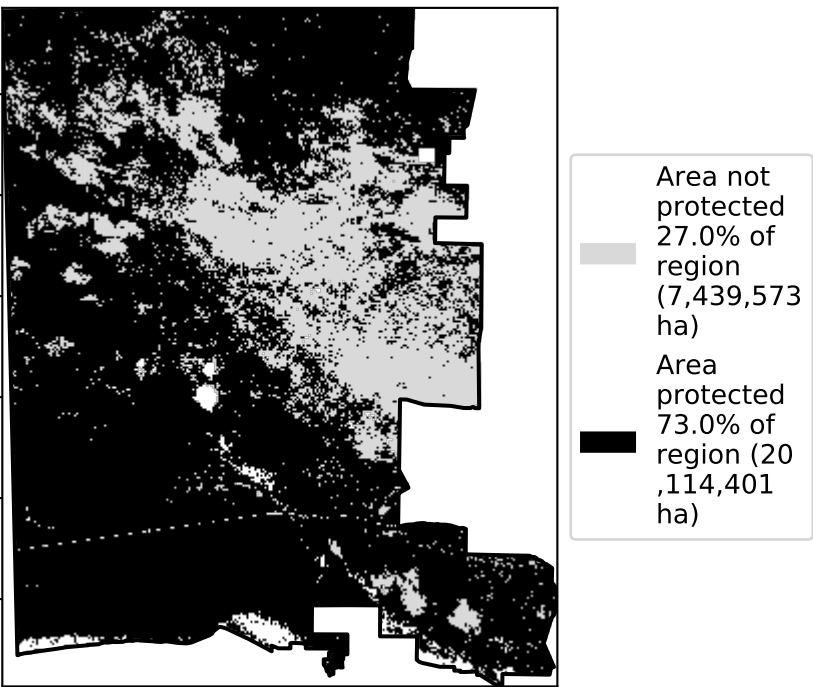 Area not
protected
27.0% of
region
(7,439,573
ha)
Area
protected
73.0% of
region (20
,114,401
ha)